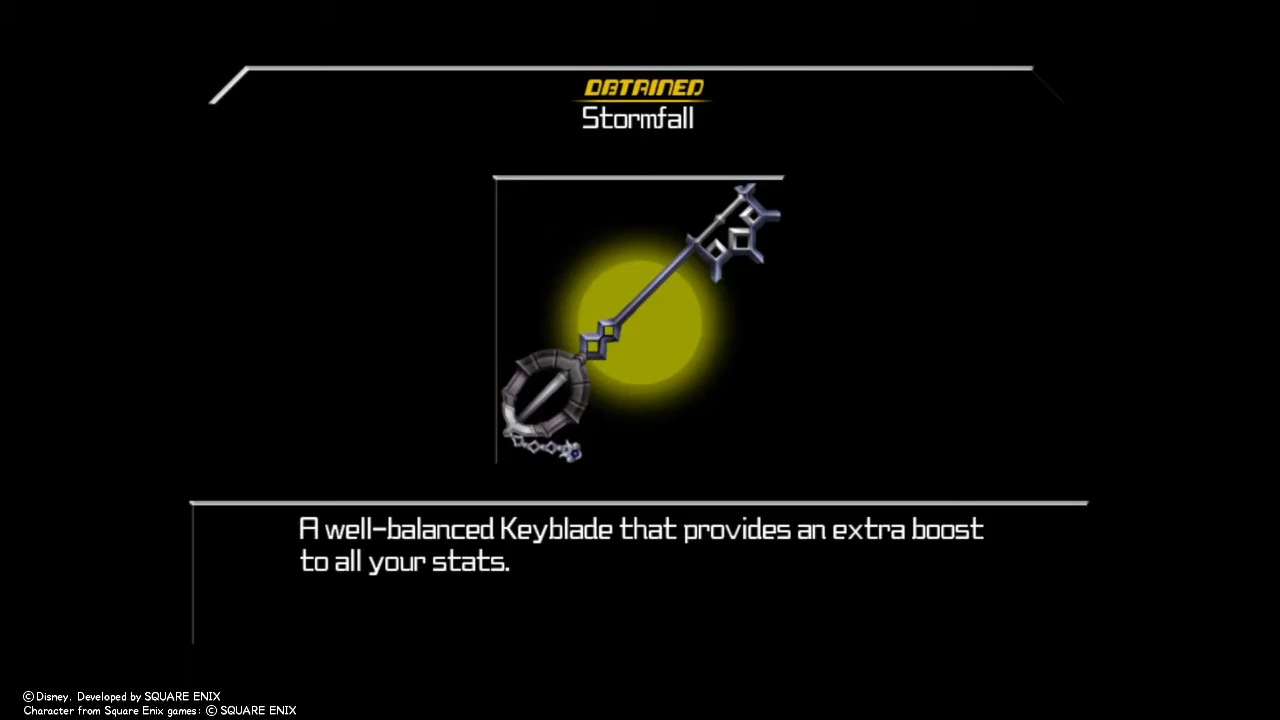 OBTAINED
Stormfall
A well-balanced Keyblade that provides an extra boost
to all your stats.
©Disney. Developed by SQUARE ENIX
Character from Square Enix games: © SQUARE ENIX